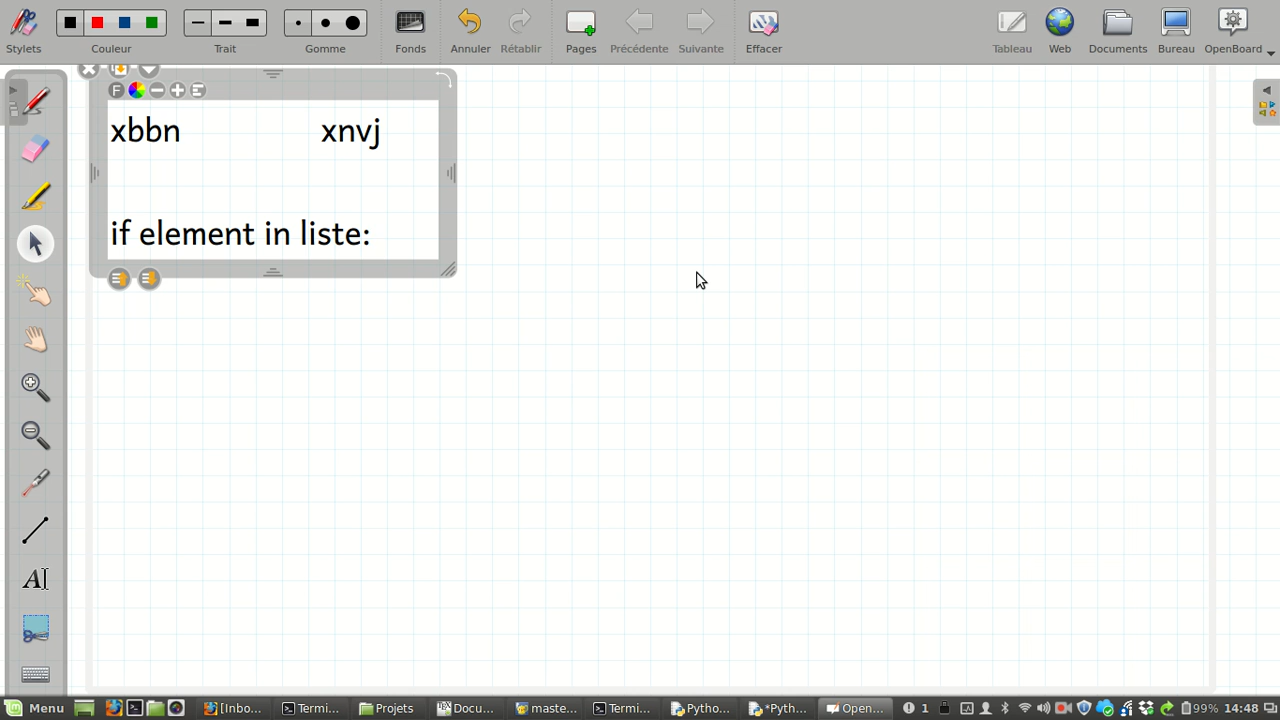 Stylets Couleur Trait Gomme Fonds Annuler Rétablir Pages Précédente Suivante Effacer Tableau Web Documents Bureau OpenBoard
F
xbbn xnvj
if element in liste:
Menu [Inbo... Termi... Projets Docu... maste... Termi... Pytho... *Pyth... Open... 1 99% 14:48